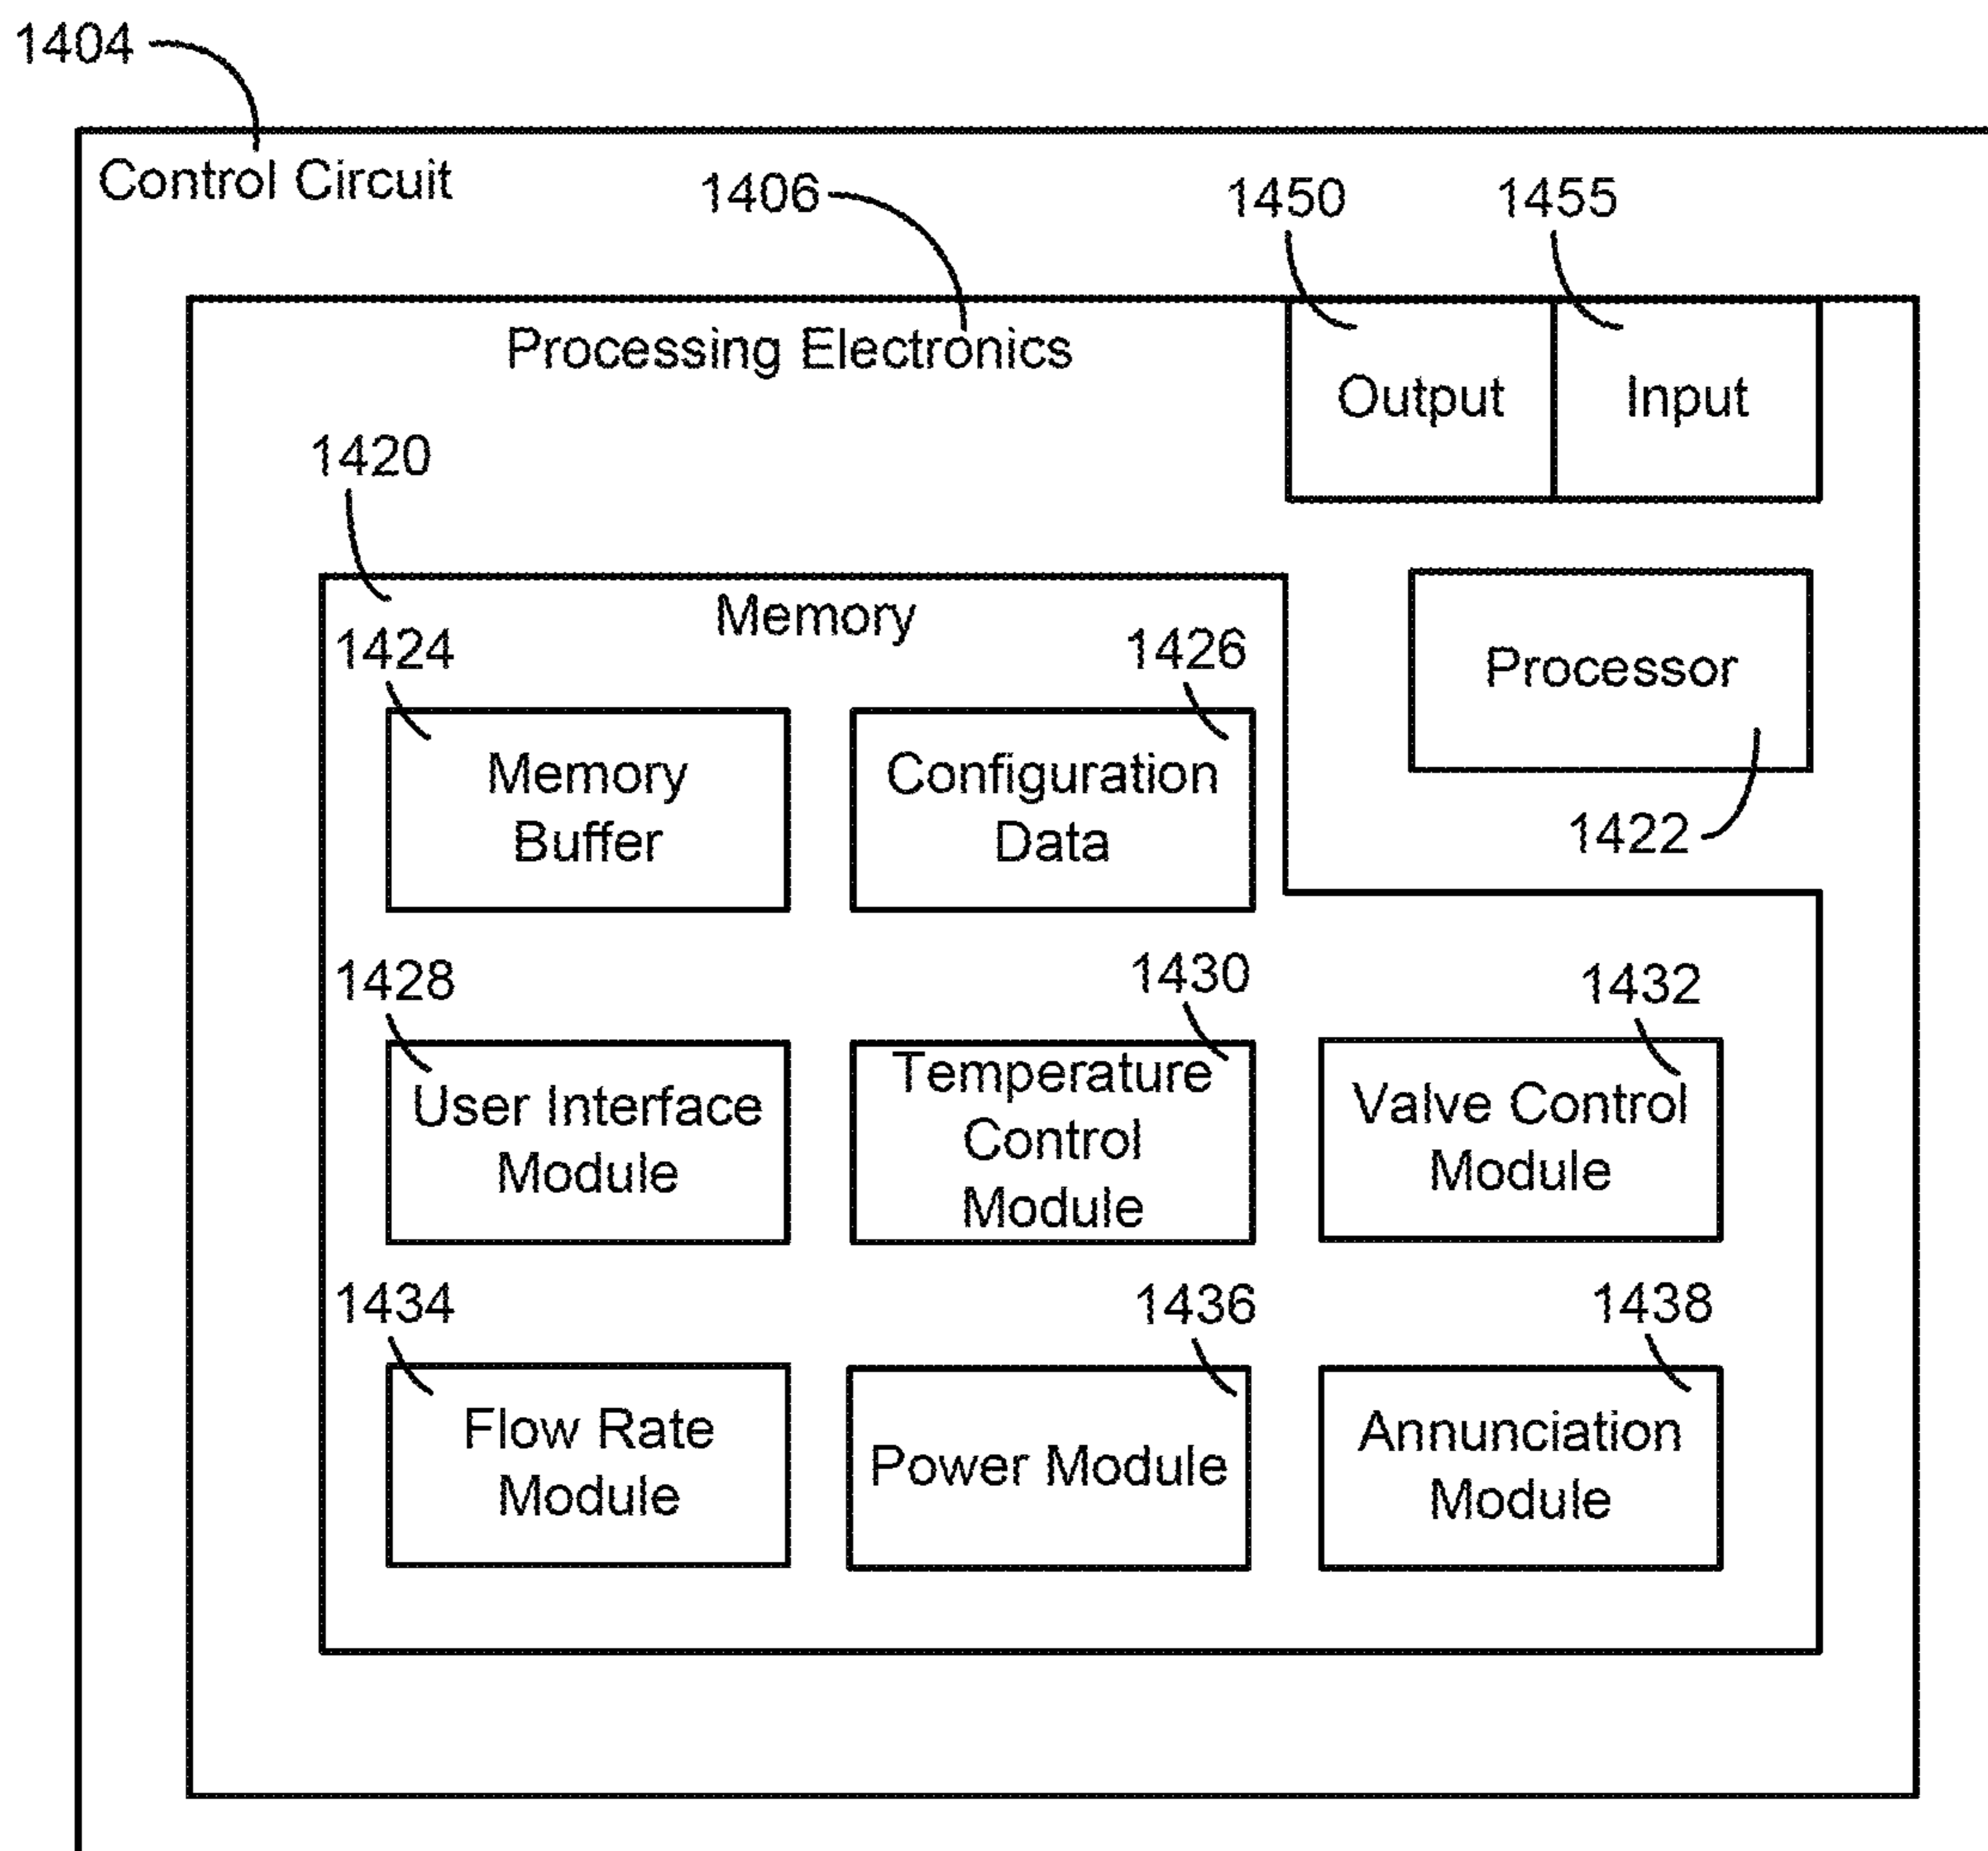 1404
Control Circuit
1406
1450
1455
Processing Electronics
Output
Input
1420
Memory
1424
1426
Processor
Memory
Buffer
Configuration
Data
1422
1428
1430
1432
User Interface
Module
Temperature
Control
Module
Valve Control
Module
1434
1436
1438
Flow Rate
Module
Power Module
Annunciation
Module